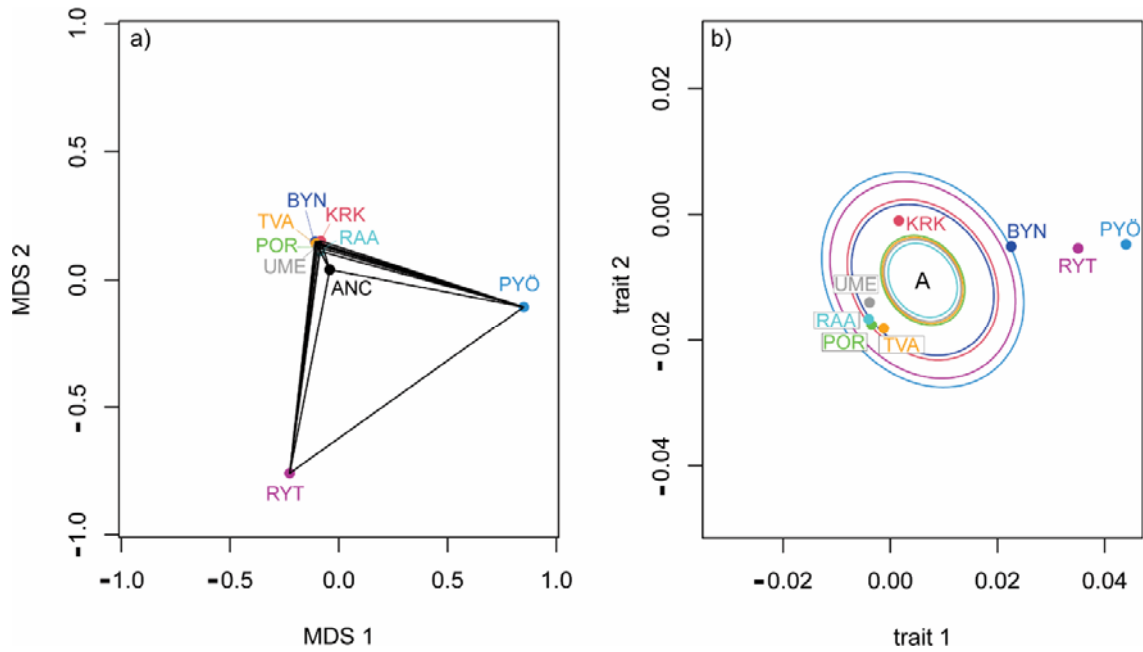 a)
MDS 2
1.0
0.5
0.0
-0.5
-1.0
BYN
TVA
KRK
POR
RAA
UME
ANC
PYÖ
RYT
-1.0 -0.5 0.0 0.5 1.0
MDS 1
b)
trait 2
0.02
0.00
-0.02
-0.04
KRK
A
BYN
PYÖ
RYT
UME
RAA
POR
TVA
-0.02 0.00 0.02 0.04
trait 1